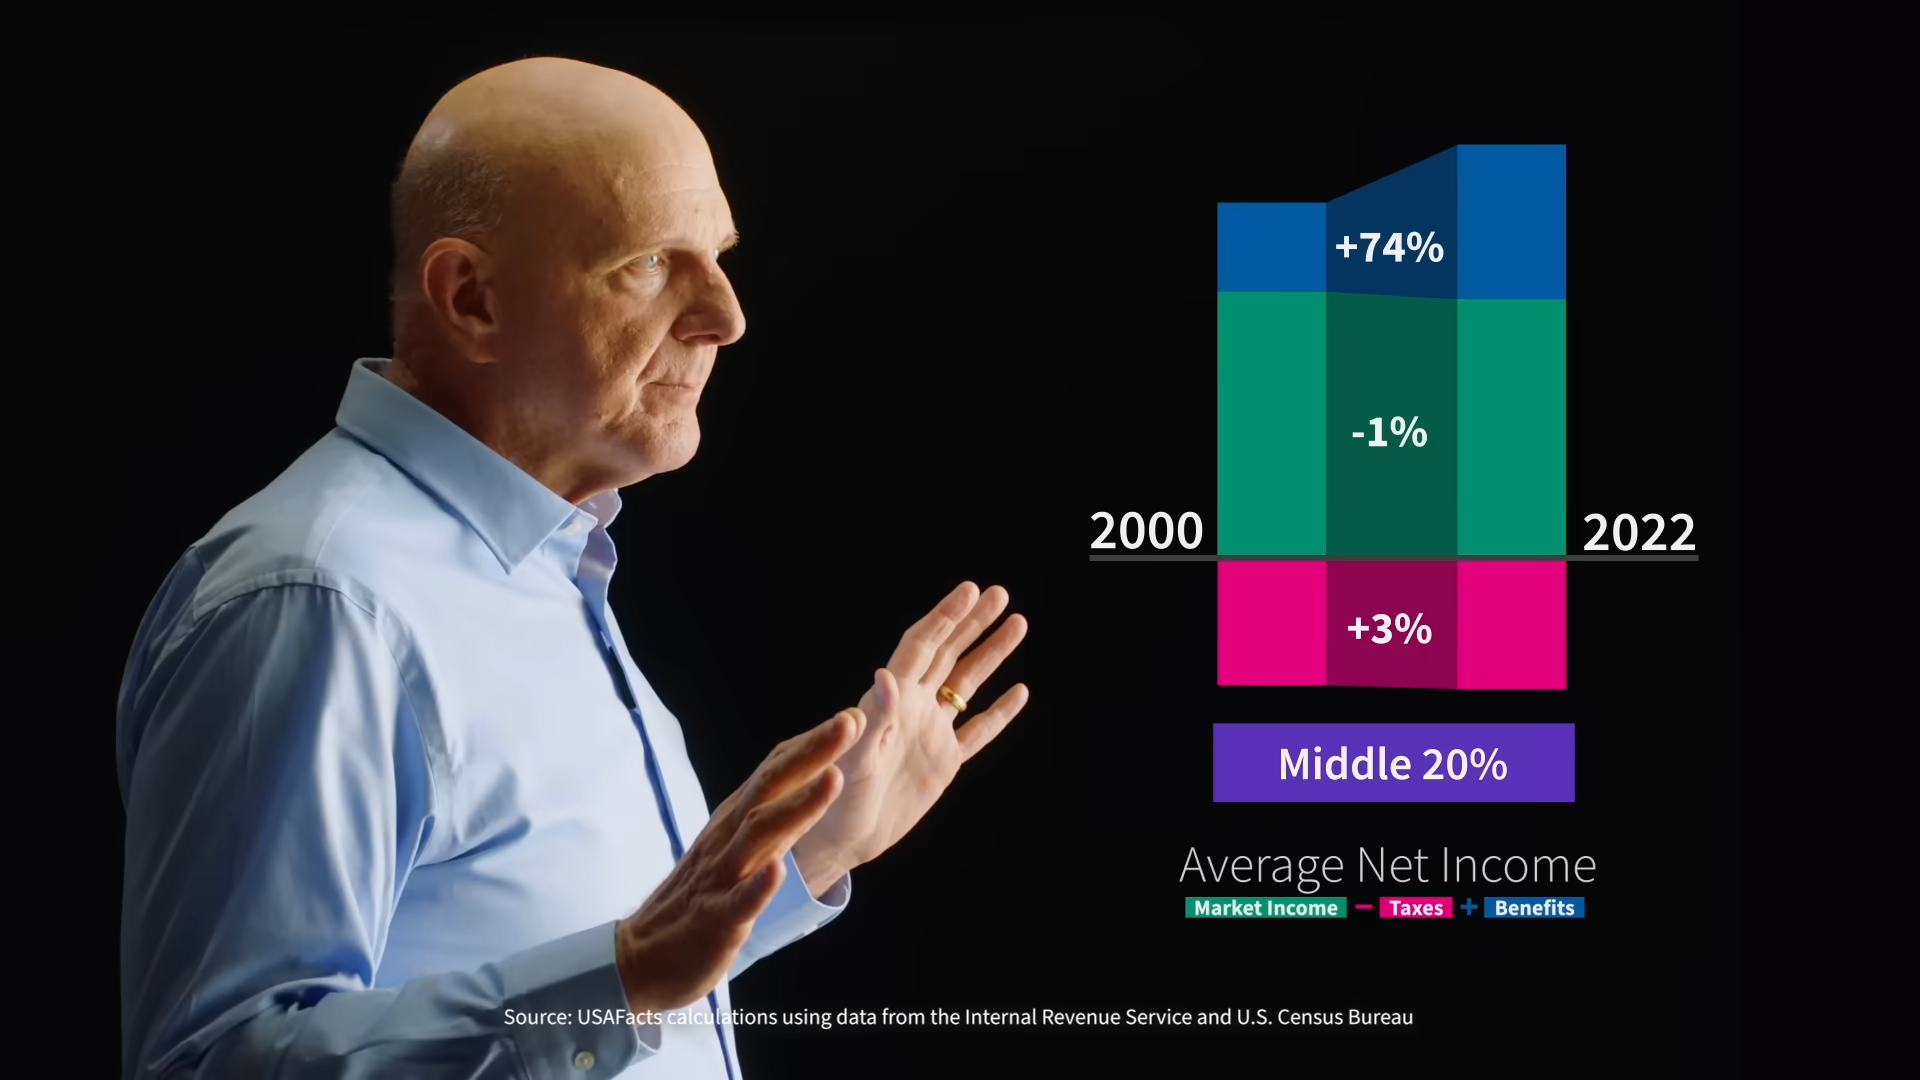 +74%
-1%
2000
2022
+3%
Middle 20%
Average Net Income
Market Income − Taxes + Benefits
Source: USAFacts calculations using data from the Internal Revenue Service and U.S. Census Bureau